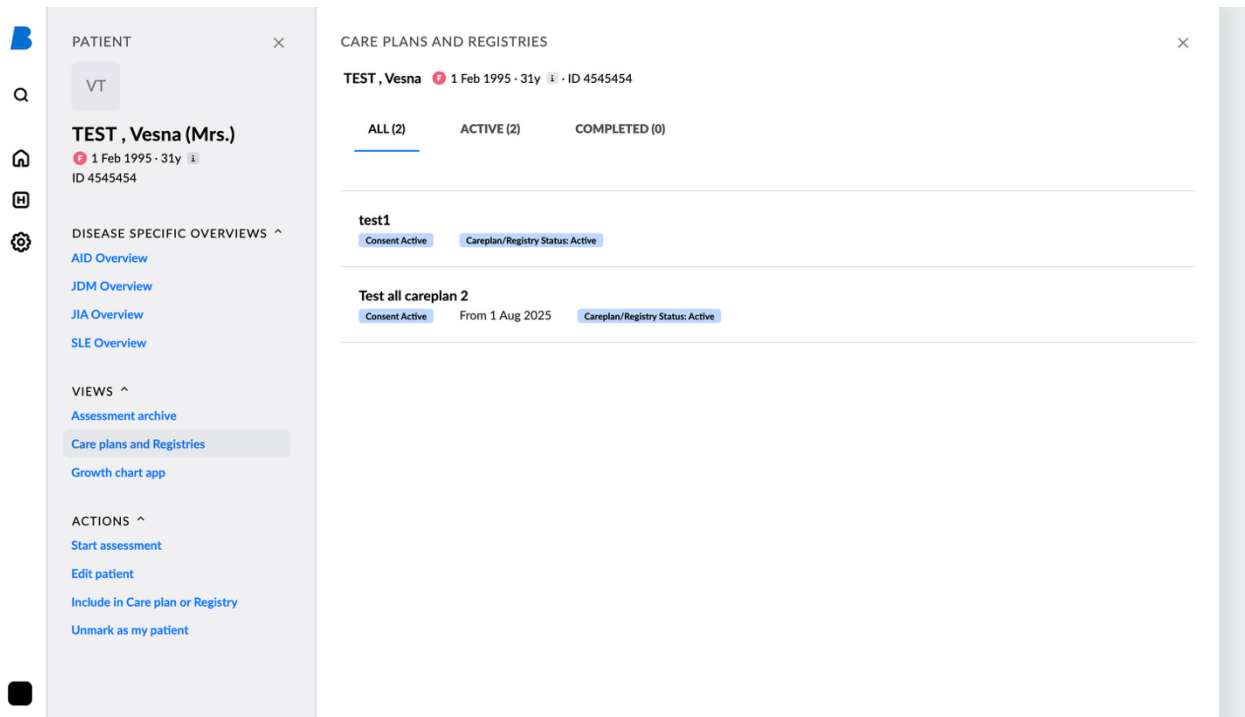 B
PATIENT
VT
TEST , Vesna (Mrs.)
F 1 Feb 1995 · 31y i
ID 4545454
DISEASE SPECIFIC OVERVIEWS
AID Overview
JDM Overview
JIA Overview
SLE Overview
VIEWS
Assessment archive
Care plans and Registries
Growth chart app
ACTIONS
Start assessment
Edit patient
Include in Care plan or Registry
Unmark as my patient
H
CARE PLANS AND REGISTRIES
TEST , Vesna F 1 Feb 1995 · 31y i · ID 4545454
ALL (2) ACTIVE (2) COMPLETED (0)
test1
Consent Active Careplan/Registry Status: Active
Test all careplan 2
Consent Active From 1 Aug 2025 Careplan/Registry Status: Active